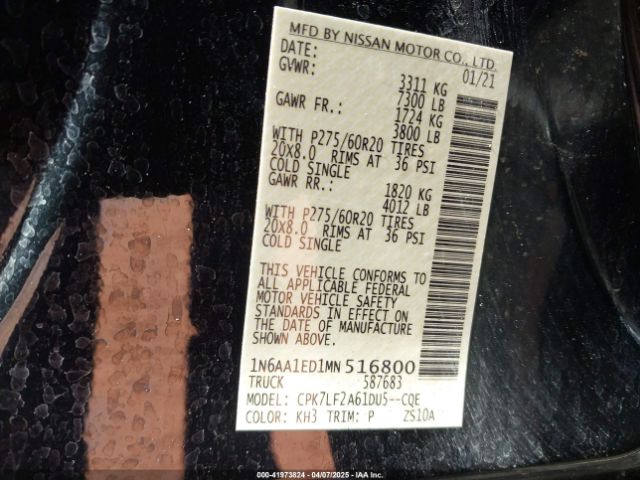 MFD BY NISSAN MOTOR CO., LTD.
DATE: 01/21
GVWR: 3311 KG
7300 LB
GAWR FR.: 1724 KG
3800 LB
WITH P275/60R20 TIRES
20X8.0 RIMS AT 36 PSI
COLD SINGLE
GAWR RR.: 1820 KG
4012 LB
WITH P275/60R20 TIRES
20X8.0 RIMS AT 36 PSI
COLD SINGLE
THIS VEHICLE CONFORMS TO
ALL APPLICABLE FEDERAL
MOTOR VEHICLE SAFETY
STANDARDS IN EFFECT ON
THE DATE OF MANUFACTURE
SHOWN ABOVE.
1N6AA1ED1MN516800
TRUCK 587683
MODEL: CPK7LF2A61DU5--CQE
COLOR: KH3 TRIM: P ZS10A
000-41973824 - 04/07/2025 - IAAI.CA